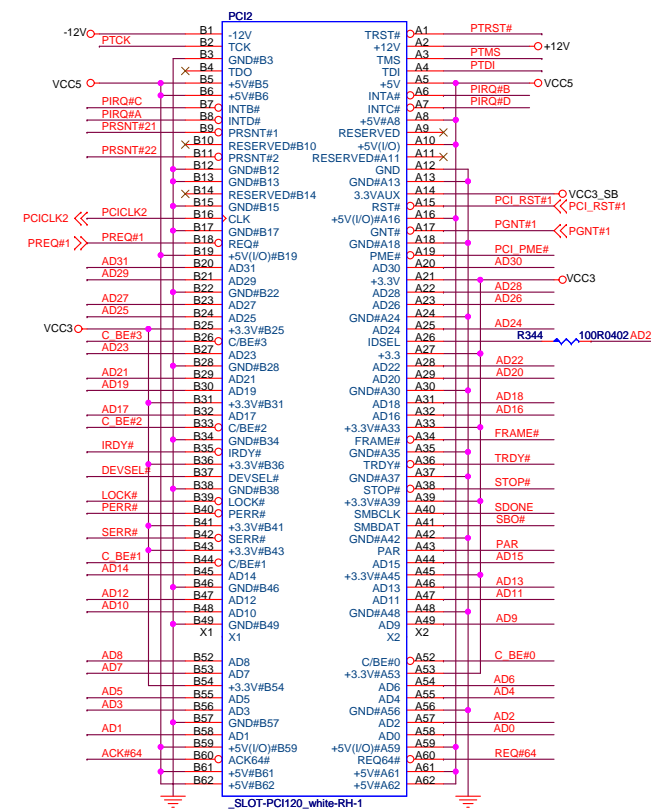 PCI2
-12V B1 -12V TRST# A1 PTRST#
PTCK B2 TCK +12V A2 +12V
B3 GND#B3 TMS A3 PTMS
B4 TDO TDI A4 PTDI
VCC5 B5 +5V#B5 +5V A5 VCC5
B6 +5V#B6 INTA# A6 PIRQ#B
PIRQ#C B7 INTB# INTC# A7 PIRQ#D
PIRQ#A B8 INTD# +5V#A8 A8
PRSNT#21 B9 PRSNT#1 RESERVED A9
B10 RESERVED#B10 +5V(I/O) A10
PRSNT#22 B11 PRSNT#2 RESERVED#A11 A11
B12 GND#B12 GND A12
B13 GND#B13 GND#A13 A13
B14 RESERVED#B14 3.3VAUX A14 VCC3_SB
B15 GND#B15 RST# A15 PCI_RST#1 PCI_RST#1
PCICLK2 PCICLK2 B16 CLK +5V(I/O)#A16 A16
B17 GND#B17 GNT# A17 PGNT#1 PGNT#1
PREQ#1 PREQ#1 B18 REQ# GND#A18 A18
B19 +5V(I/O)#B19 PME# A19 PCI_PME#
AD31 B20 AD31 AD30 A20 AD30
AD29 B21 AD29 +3.3V A21 VCC3
B22 GND#B22 AD28 A22 AD28
AD27 B23 AD27 AD26 A23 AD26
AD25 B24 AD25 GND#A24 A24
VCC3 B25 +3.3V#B25 AD24 A25 AD24
C_BE#3 B26 C/BE#3 IDSEL A26 R344 100R0402 AD2
AD23 B27 AD23 +3.3 A27
B28 GND#B28 AD22 A28 AD22
AD21 B29 AD21 AD20 A29 AD20
AD19 B30 AD19 GND#A30 A30
B31 +3.3V#B31 AD18 A31 AD18
AD17 B32 AD17 AD16 A32 AD16
C_BE#2 B33 C/BE#2 +3.3V#A33 A33
B34 GND#B34 FRAME# A34 FRAME#
IRDY# B35 IRDY# GND#A35 A35
B36 +3.3V#B36 TRDY# A36 TRDY#
DEVSEL# B37 DEVSEL# GND#A37 A37
B38 GND#B38 STOP# A38 STOP#
LOCK# B39 LOCK# +3.3V#A39 A39
PERR# B40 PERR# SMBCLK A40 SDONE
B41 +3.3V#B41 SMBDAT A41 SBO#
SERR# B42 SERR# GND#A42 A42
B43 +3.3V#B43 PAR A43 PAR
C_BE#1 B44 C/BE#1 AD15 A44 AD15
AD14 B45 AD14 +3.3V#A45 A45
B46 GND#B46 AD13 A46 AD13
AD12 B47 AD12 AD11 A47 AD11
AD10 B48 AD10 GND#A48 A48
B49 GND#B49 AD9 A49 AD9
X1 X1 X2 X2
AD8 B52 AD8 C/BE#0 A52 C_BE#0
AD7 B53 AD7 +3.3V#A53 A53
B54 +3.3V#B54 AD6 A54 AD6
AD5 B55 AD5 AD4 A55 AD4
AD3 B56 AD3 GND#A56 A56
B57 GND#B57 AD2 A57 AD2
AD1 B58 AD1 AD0 A58 AD0
B59 +5V(I/O)#B59 +5V(I/O)#A59 A59
ACK#64 B60 ACK64# REQ64# A60 REQ#64
B61 +5V#B61 +5V#A61 A61
B62 +5V#B62 +5V#A62 A62
_SLOT-PCI120_white-RH-1